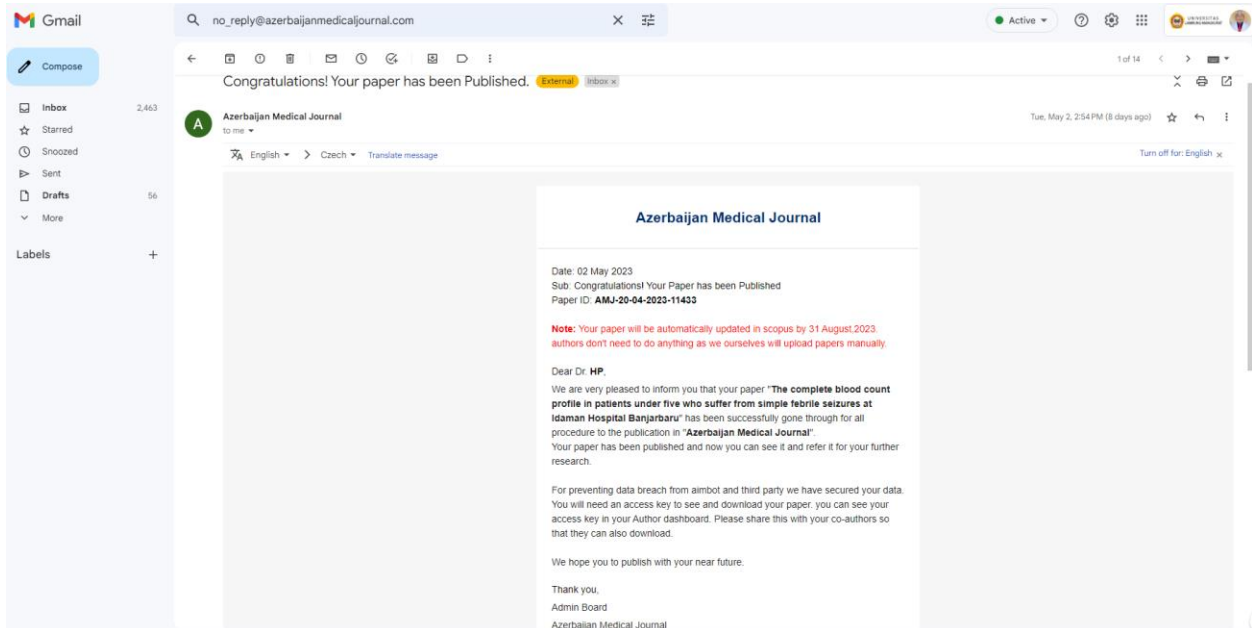 Gmail
no_reply@azerbaijanmedicaljournal.com
Active
Compose
1 of 14
Congratulations! Your paper has been Published. External Inbox x
Inbox 2,463
Starred
Snoozed
Sent
Drafts 56
More
Labels +
A
Azerbaijan Medical Journal
to me
Tue, May 2, 2:54 PM (8 days ago)
English > Czech Translate message
Turn off for: English x
Azerbaijan Medical Journal
Date: 02 May 2023
Sub: Congratulations! Your Paper has been Published
Paper ID: AMJ-20-04-2023-11433
Note: Your paper will be automatically updated in scopus by 31 August,2023.
authors don't need to do anything as we ourselves will upload papers manually.
Dear Dr. HP,
We are very pleased to inform you that your paper "The complete blood count
profile in patients under five who suffer from simple febrile seizures at
Idaman Hospital Banjarbaru" has been successfully gone through for all
procedure to the publication in "Azerbaijan Medical Journal".
Your paper has been published and now you can see it and refer it for your further
research.
For preventing data breach from aimbot and third party we have secured your data.
You will need an access key to see and download your paper. you can see your
access key in your Author dashboard. Please share this with your co-authors so
that they can also download.
We hope you to publish with your near future.
Thank you,
Admin Board
Azerbaijan Medical Journal